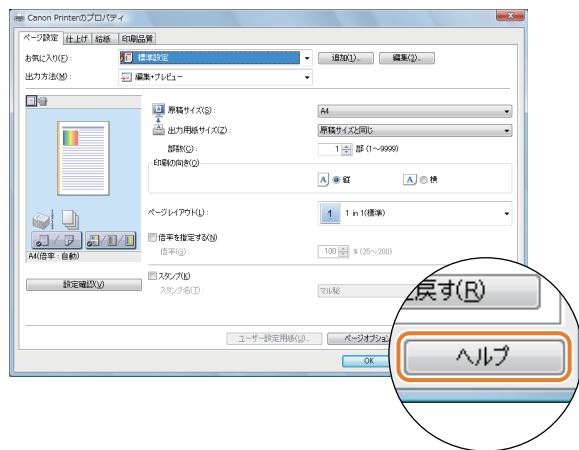 Canon Printerのプロパティ
ページ設定 仕上げ 給紙 印刷品質
お気に入り(F): 標準設定 追加(1)... 編集(2)...
出力方法(M): 編集+プレビュー
原稿サイズ(S): A4
出力用紙サイズ(Z): 原稿サイズと同じ
部数(C): 1 部 (1～9999)
印刷の向き(O)
A 縦 A 横
ページレイアウト(L): 1 1 in 1(標準)
倍率を指定する(N)
倍率(G): 100 % (25～200)
A4(倍率:自動)
設定確認(V)
スタンプ(K)
スタンプ名(T): マル秘
に戻す(R)
ユーザー設定用紙(U)... ページオプション
OK
ヘルプ